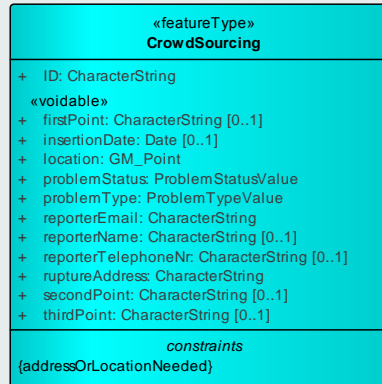 «featureType»
CrowdSourcing
+ ID: CharacterString
«voidable»
+ firstPoint: CharacterString [0..1]
+ insertionDate: Date [0..1]
+ location: GM_Point
+ problemStatus: ProblemStatusValue
+ problemType: ProblemTypeValue
+ reporterEmail: CharacterString
+ reporterName: CharacterString [0..1]
+ reporterTelephoneNr: CharacterString [0..1]
+ ruptureAddress: CharacterString
+ secondPoint: CharacterString [0..1]
+ thirdPoint: CharacterString [0..1]
constraints
{addressOrLocationNeeded}